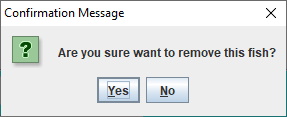 Confirmation Message
Are you sure want to remove this fish?
Yes No